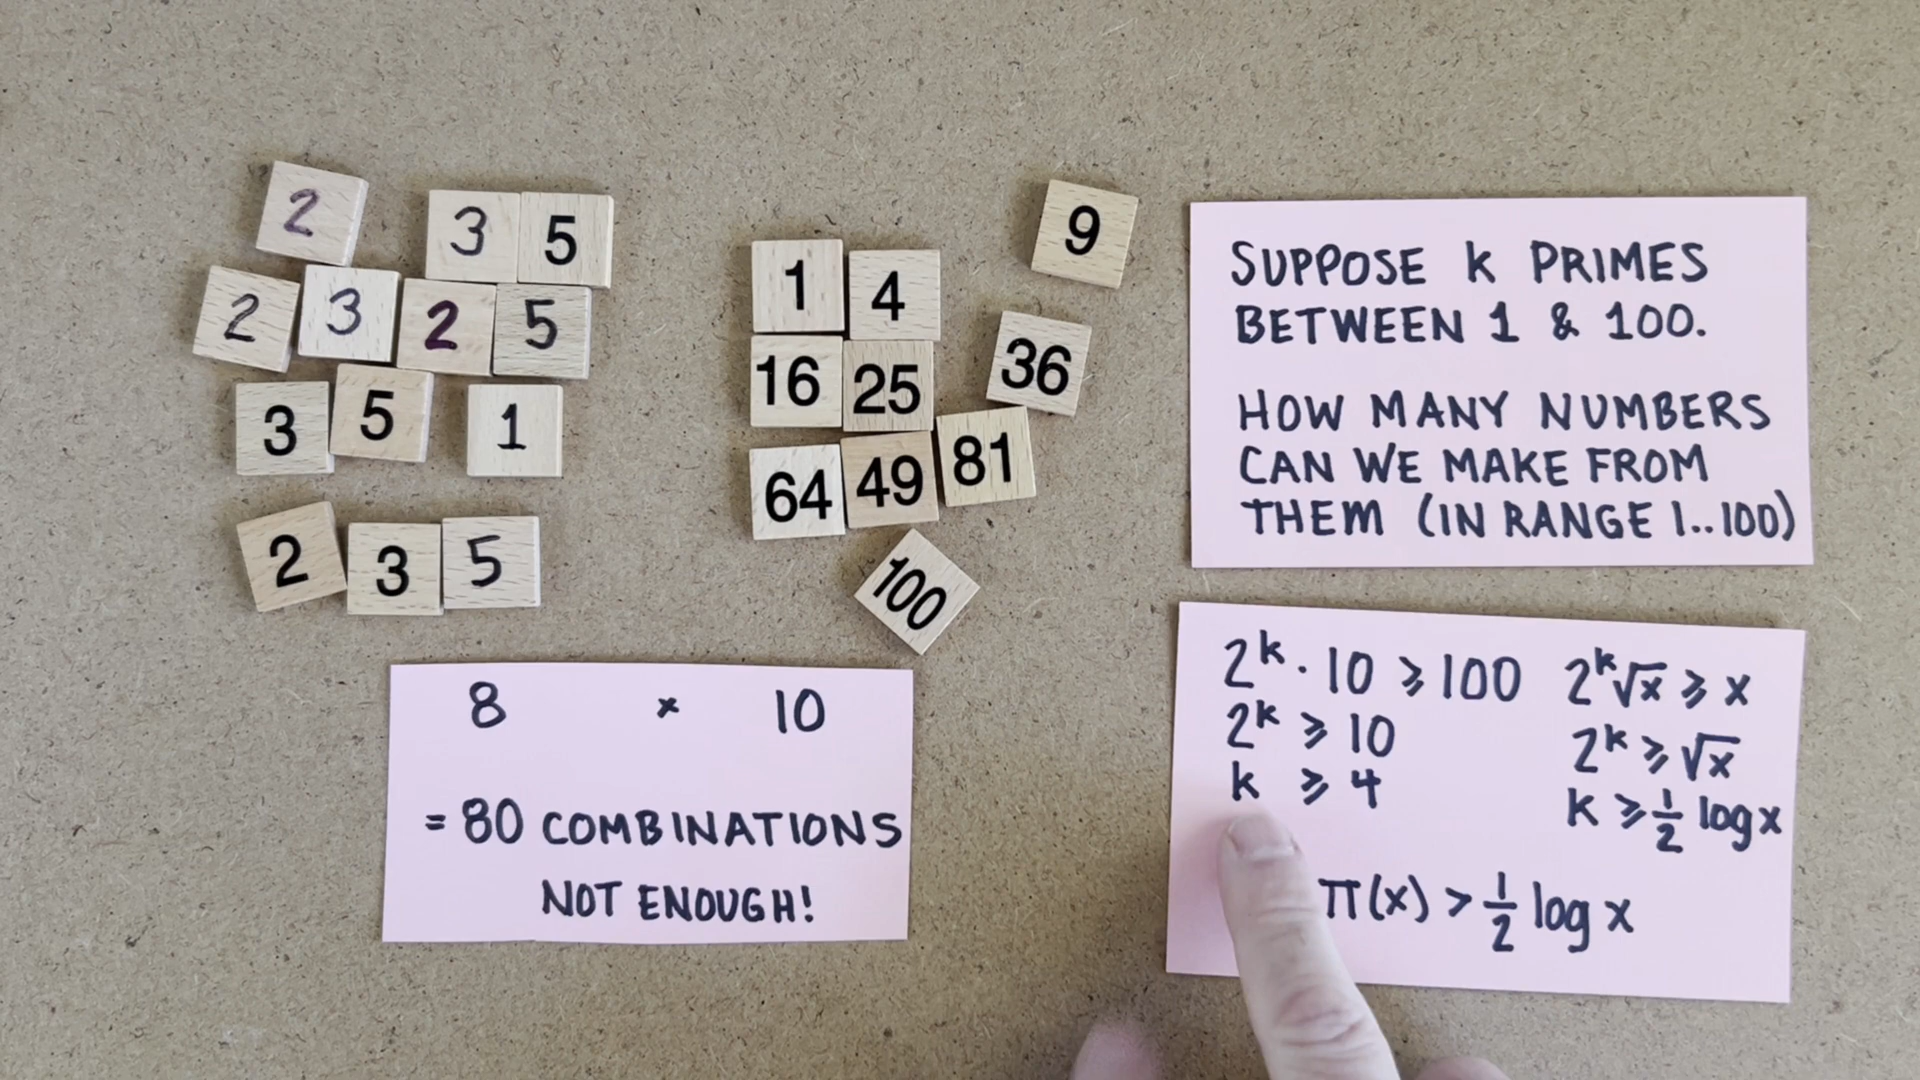 2 3 5
2 3 2 5
3 5 1
2 3 5
9
1 4
16 25 36
64 49 81
100
8 × 10
= 80 COMBINATIONS
NOT ENOUGH!
SUPPOSE k PRIMES
BETWEEN 1 & 100.
HOW MANY NUMBERS
CAN WE MAKE FROM
THEM (IN RANGE 1..100)
2^k · 10 ⩾ 100
2^k ⩾ 10
k ⩾ 4
2^k √x ⩾ x
2^k ⩾ √x
k ⩾ 1/2 log x
π(x) > 1/2 log x